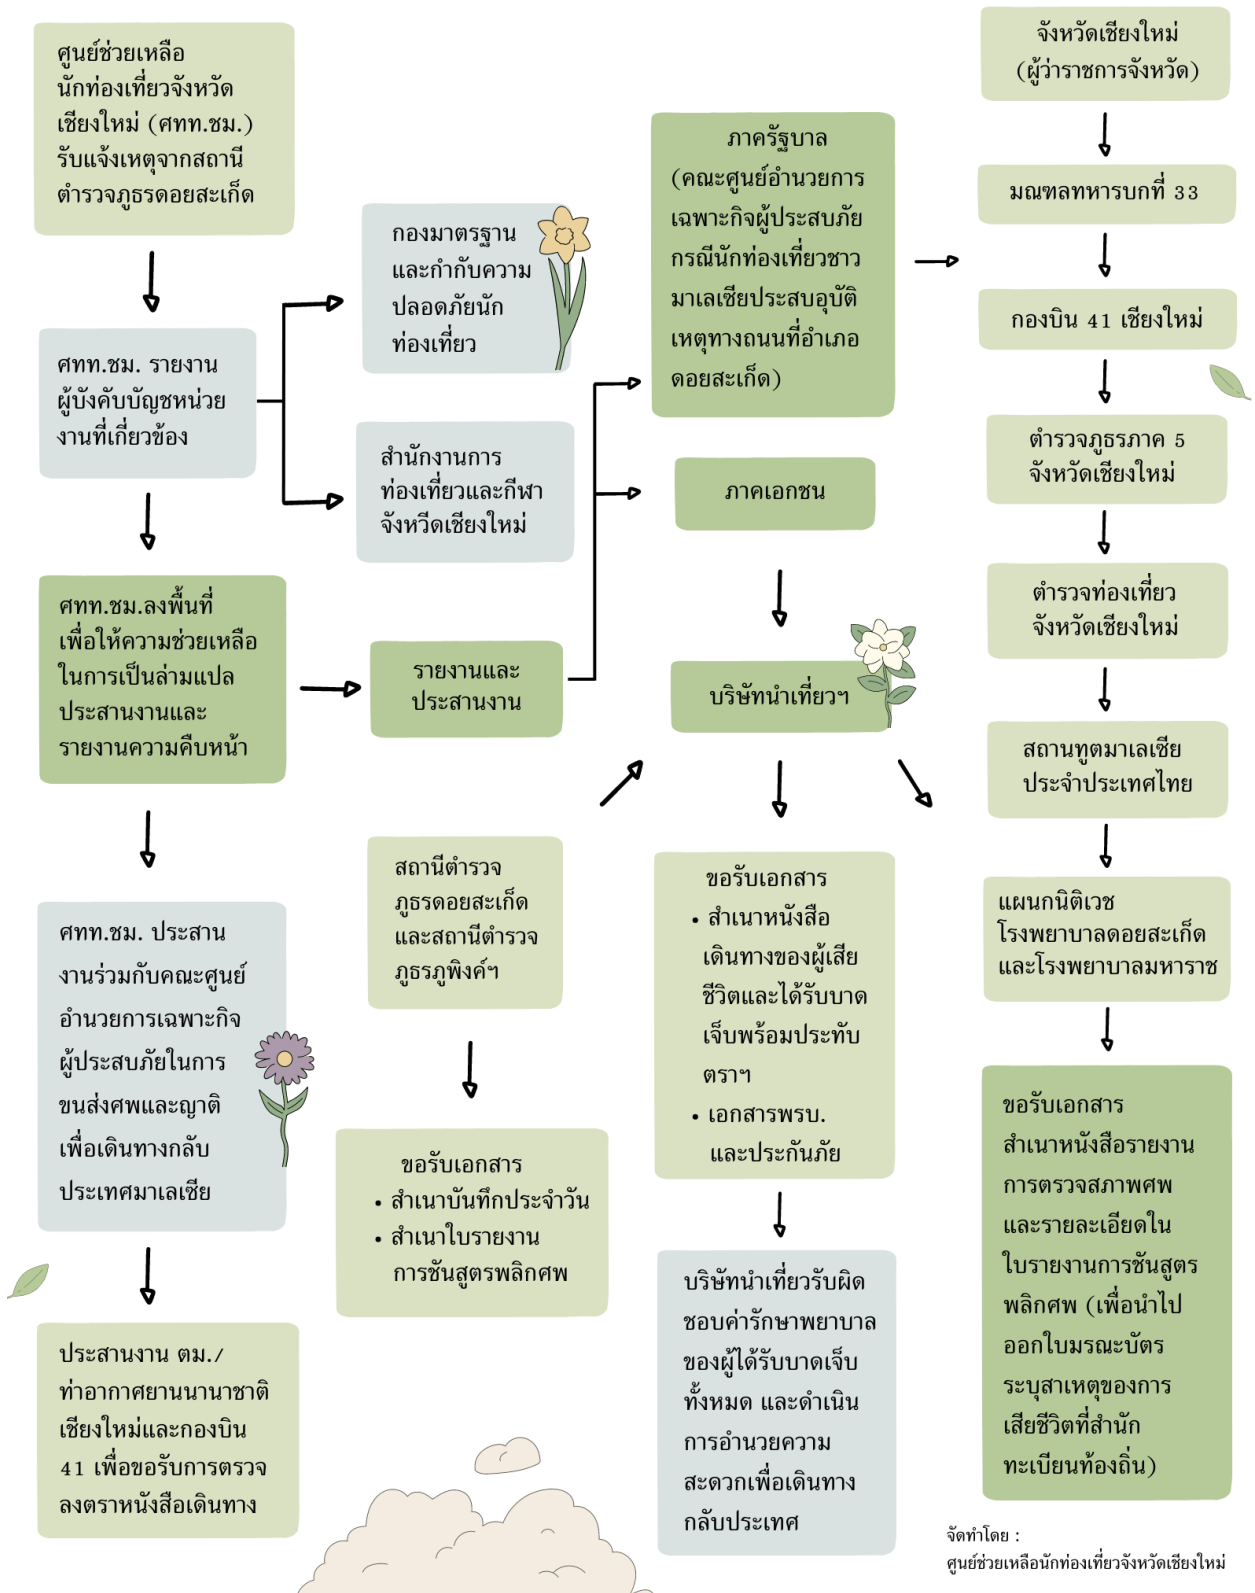 ศูนย์ช่วยเหลือ
นักท่องเที่ยวจังหวัด
เชียงใหม่ (ศทท.ชม.)
รับแจ้งเหตุจากสถานี
ตำรวจภูธรดอยสะเก็ด
ศทท.ชม. รายงาน
ผู้บังคับบัญชหน่วย
งานที่เกี่ยวข้อง
กองมาตรฐาน
และกำกับความ
ปลอดภัยนัก
ท่องเที่ยว
สำนักงานการ
ท่องเที่ยวและกีฬา
จังหวีดเชียงใหม่
ศทท.ชม.ลงพื้นที่
เพื่อให้ความช่วยเหลือ
ในการเป็นล่ามแปล
ประสานงานและ
รายงานความคืบหน้า
รายงานและ
ประสานงาน
ศทท.ชม. ประสาน
งานร่วมกับคณะศูนย์
อำนวยการเฉพาะกิจ
ผู้ประสบภัยในการ
ขนส่งศพและญาติ
เพื่อเดินทางกลับ
ประเทศมาเลเซีย
ประสานงาน ตม./
ท่าอากาศยานนานาชาติ
เชียงใหม่และกองบิน
41 เพื่อขอรับการตรวจ
ลงตราหนังสือเดินทาง
ภาครัฐบาล
(คณะศูนย์อำนวยการ
เฉพาะกิจผู้ประสบภัย
กรณีนักท่องเที่ยวชาว
มาเลเซียประสบอุบัติ
เหตุทางถนนที่อำเภอ
ดอยสะเก็ด)
ภาคเอกชน
บริษัทนำเที่ยวฯ
สถานีตำรวจ
ภูธรดอยสะเก็ด
และสถานีตำรวจ
ภูธรภูพิงค์ฯ
ขอรับเอกสาร
• สำเนาบันทึกประจำวัน
• สำเนาใบรายงาน
การชันสูตรพลิกศพ
ขอรับเอกสาร
• สำเนาหนังสือ
เดินทางของผู้เสีย
ชีวิตและได้รับบาด
เจ็บพร้อมประทับ
ตราฯ
• เอกสารพรบ.
และประกันภัย
บริษัทนำเที่ยวรับผิด
ชอบค่ารักษาพยาบาล
ของผู้ได้รับบาดเจ็บ
ทั้งหมด และดำเนิน
การอำนวยความ
สะดวกเพื่อเดินทาง
กลับประเทศ
จังหวัดเชียงใหม่
(ผู้ว่าราชการจังหวัด)
มณฑลทหารบกที่ 33
กองบิน 41 เชียงใหม่
ตำรวจภูธรภาค 5
จังหวัดเชียงใหม่
ตำรวจท่องเที่ยว
จังหวัดเชียงใหม่
สถานทูตมาเลเซีย
ประจำประเทศไทย
แผนกนิติเวช
โรงพยาบาลดอยสะเก็ด
และโรงพยาบาลมหาราช
ขอรับเอกสาร
สำเนาหนังสือรายงาน
การตรวจสภาพศพ
และรายละเอียดใน
ใบรายงานการชันสูตร
พลิกศพ (เพื่อนำไป
ออกใบมรณะบัตร
ระบุสาเหตุของการ
เสียชีวิตที่สำนัก
ทะเบียนท้องถิ่น)
จัดทำโดย :
ศูนย์ช่วยเหลือนักท่องเที่ยวจังหวัดเชียงใหม่